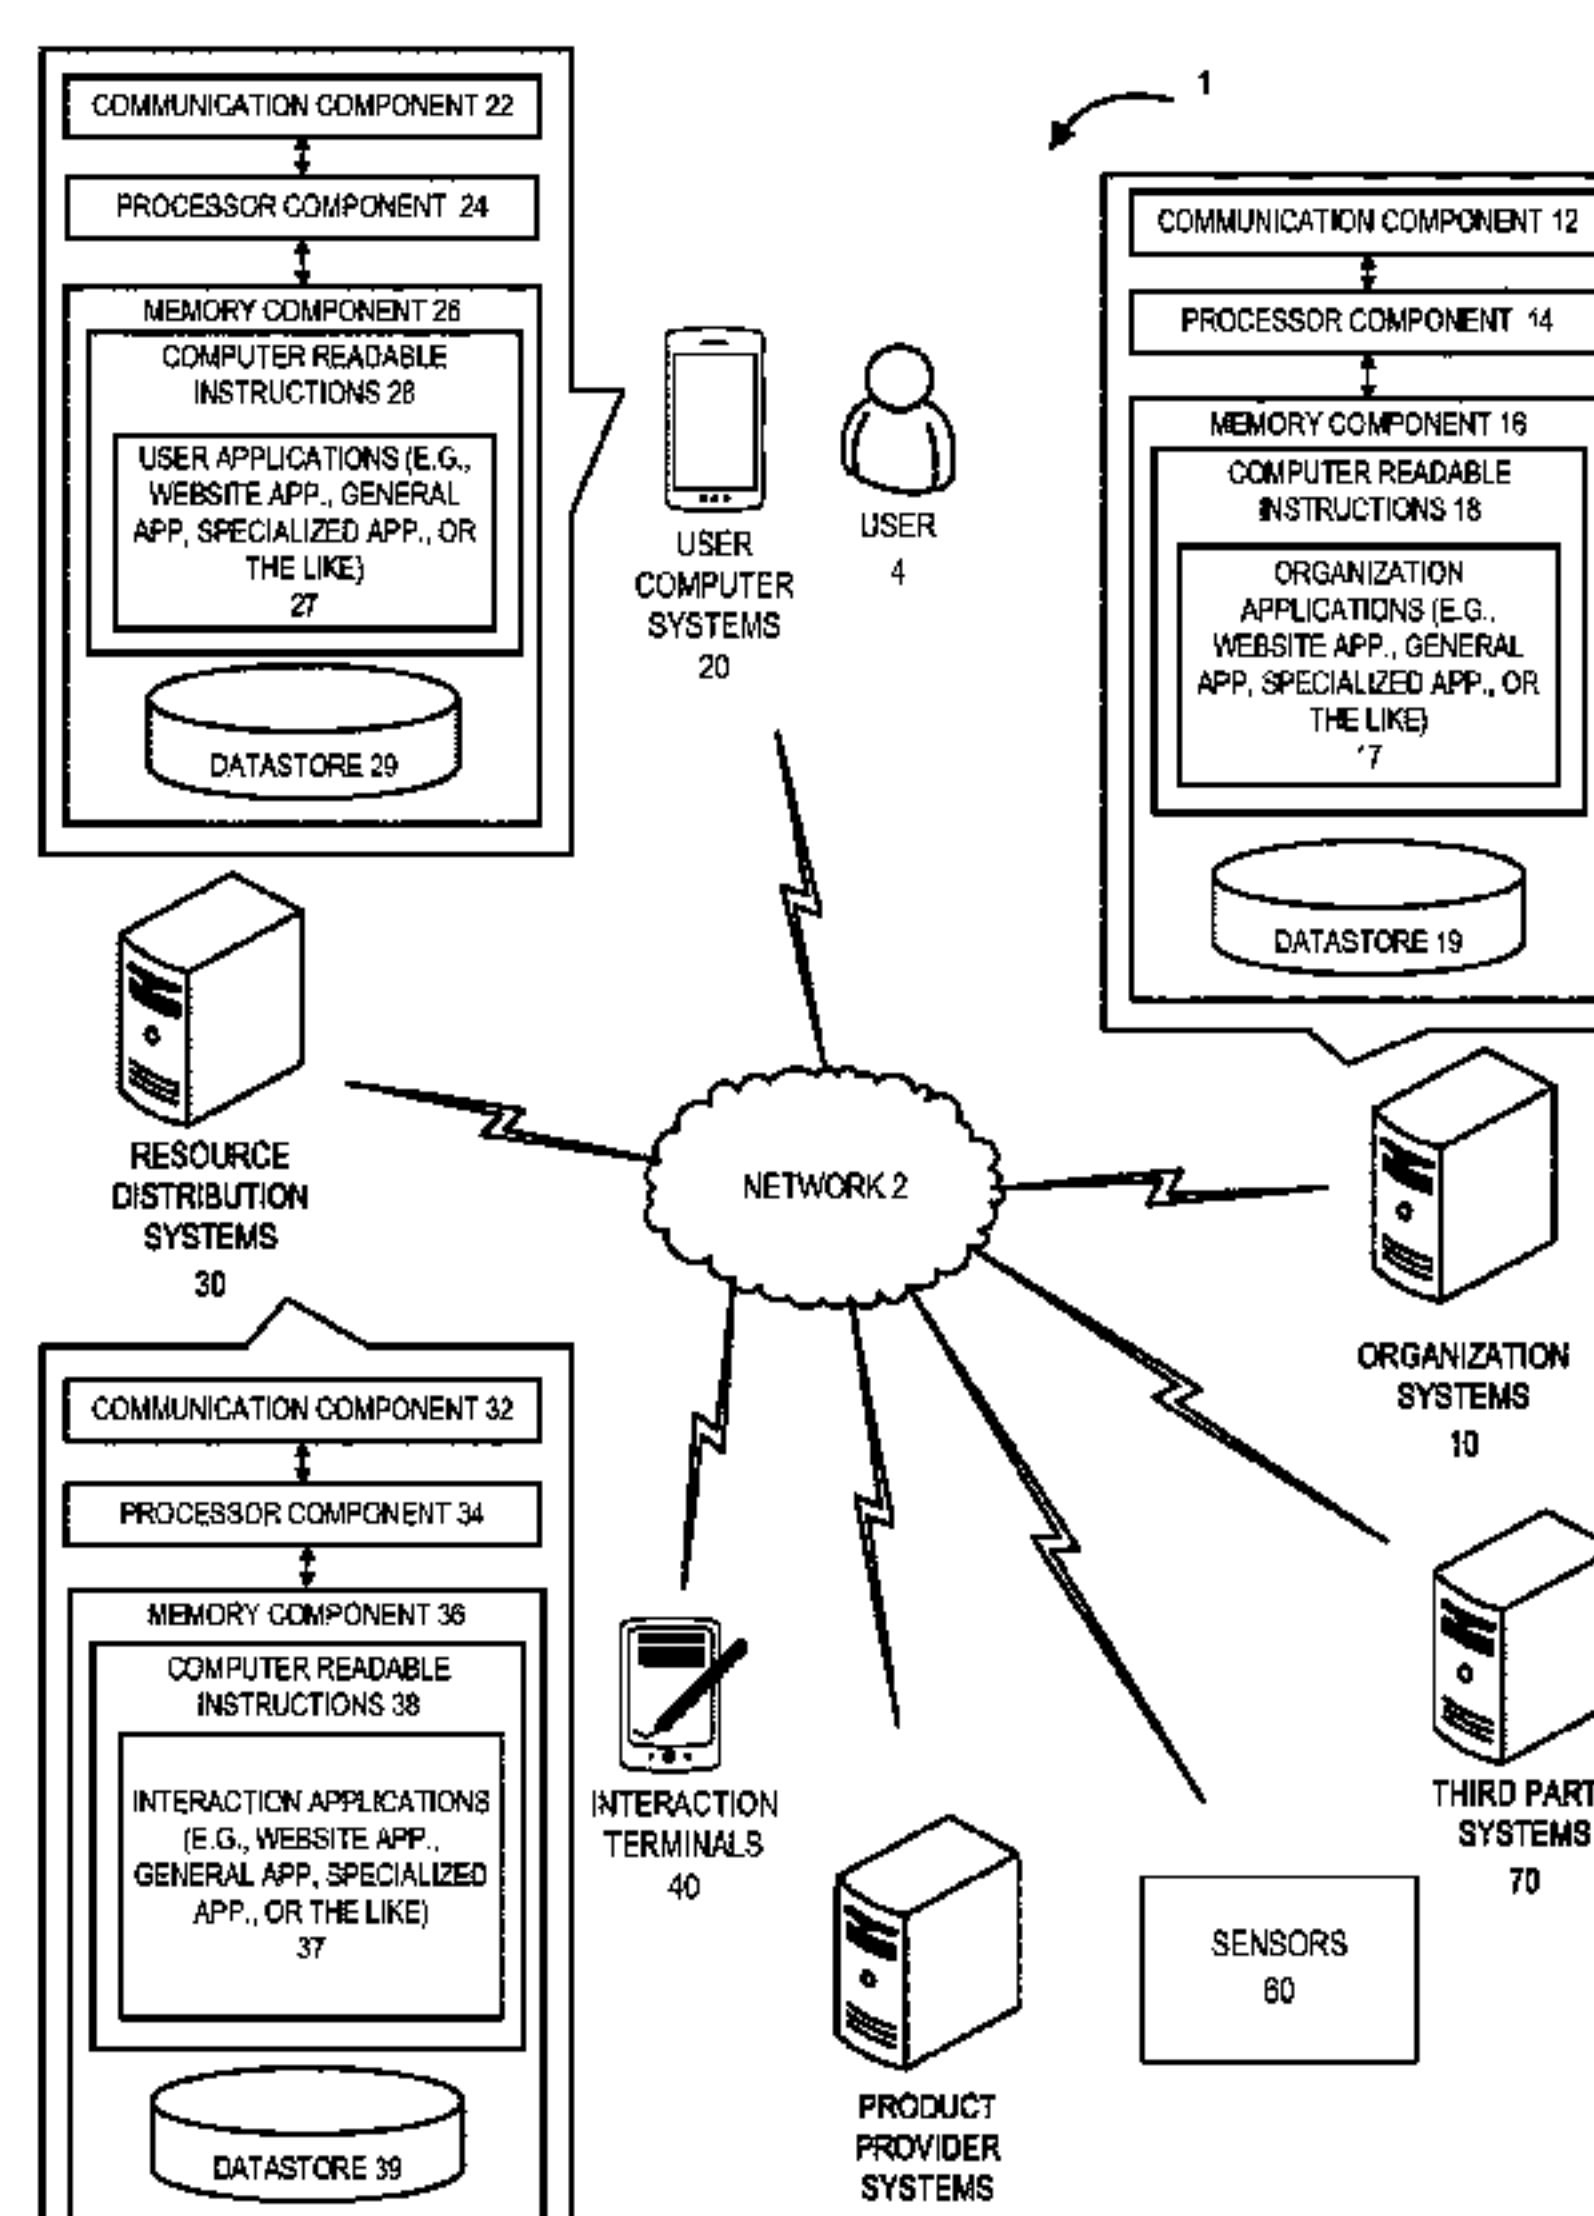 COMMUNICATION COMPONENT 22
PROCESSOR COMPONENT 24
MEMORY COMPONENT 26
COMPUTER READABLE
INSTRUCTIONS 28
USER APPLICATIONS (E.G.,
WEBSITE APP., GENERAL
APP, SPECIALIZED APP., OR
THE LIKE)
27
DATASTORE 29
USER
COMPUTER
SYSTEMS
20
USER
4
1
COMMUNICATION COMPONENT 12
PROCESSOR COMPONENT 14
MEMORY COMPONENT 16
COMPUTER READABLE
INSTRUCTIONS 18
ORGANIZATION
APPLICATIONS (E.G.,
WEBSITE APP., GENERAL
APP, SPECIALIZED APP., OR
THE LIKE)
17
DATASTORE 19
RESOURCE
DISTRIBUTION
SYSTEMS
30
NETWORK 2
ORGANIZATION
SYSTEMS
10
COMMUNICATION COMPONENT 32
PROCESSOR COMPONENT 34
MEMORY COMPONENT 36
COMPUTER READABLE
INSTRUCTIONS 38
INTERACTION APPLICATIONS
(E.G., WEBSITE APP.,
GENERAL APP, SPECIALIZED
APP., OR THE LIKE)
37
DATASTORE 39
INTERACTION
TERMINALS
40
PRODUCT
PROVIDER
SYSTEMS
SENSORS
60
THIRD PART
SYSTEMS
70